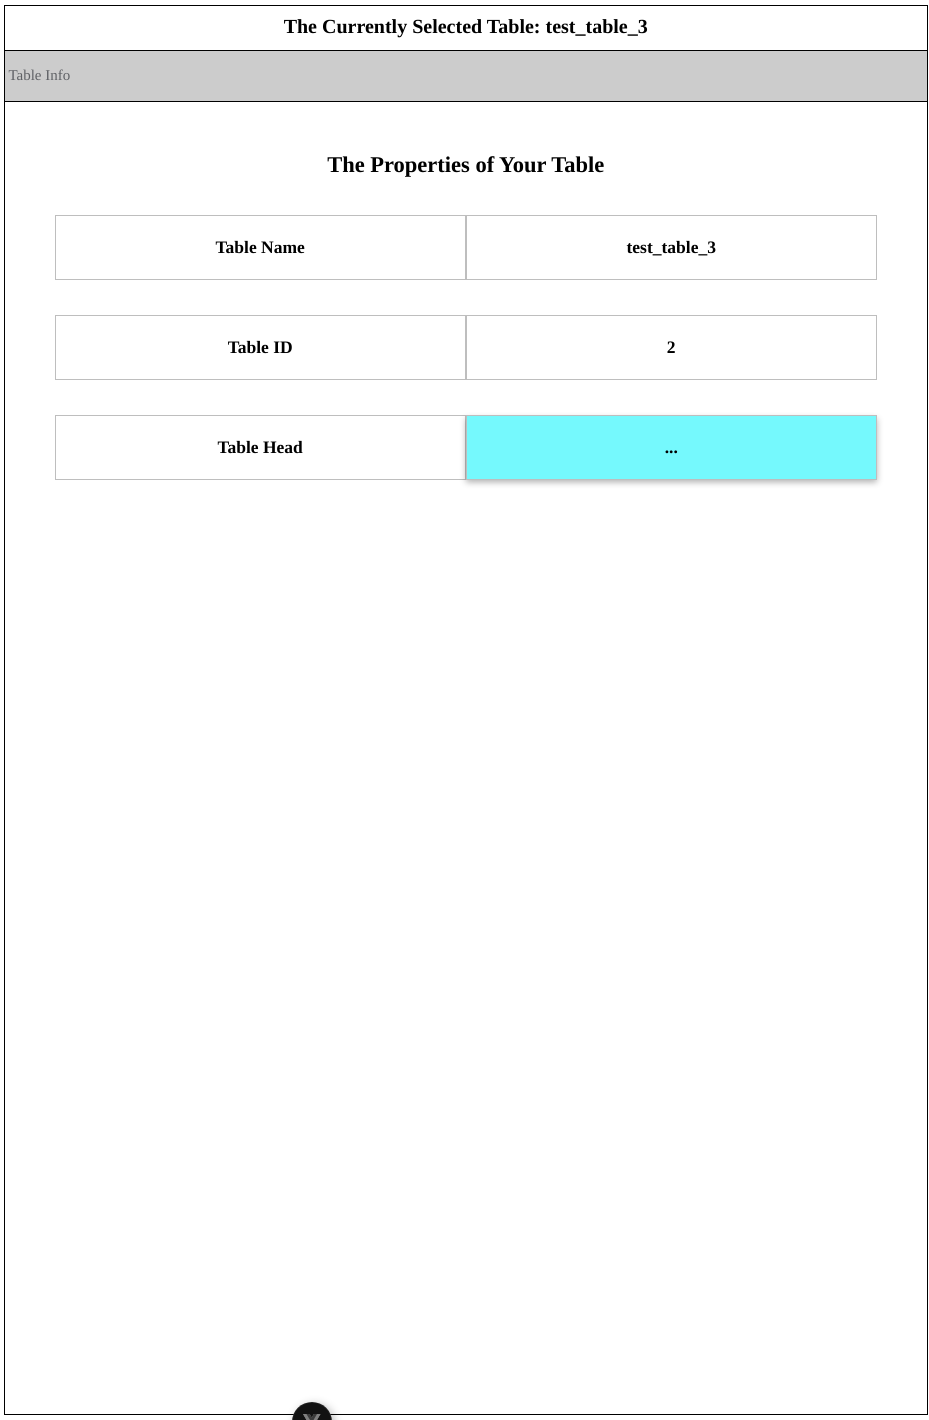 The Currently Selected Table: test_table_3
Table Info
The Properties of Your Table
Table Name
test_table_3
Table ID
2
Table Head
...